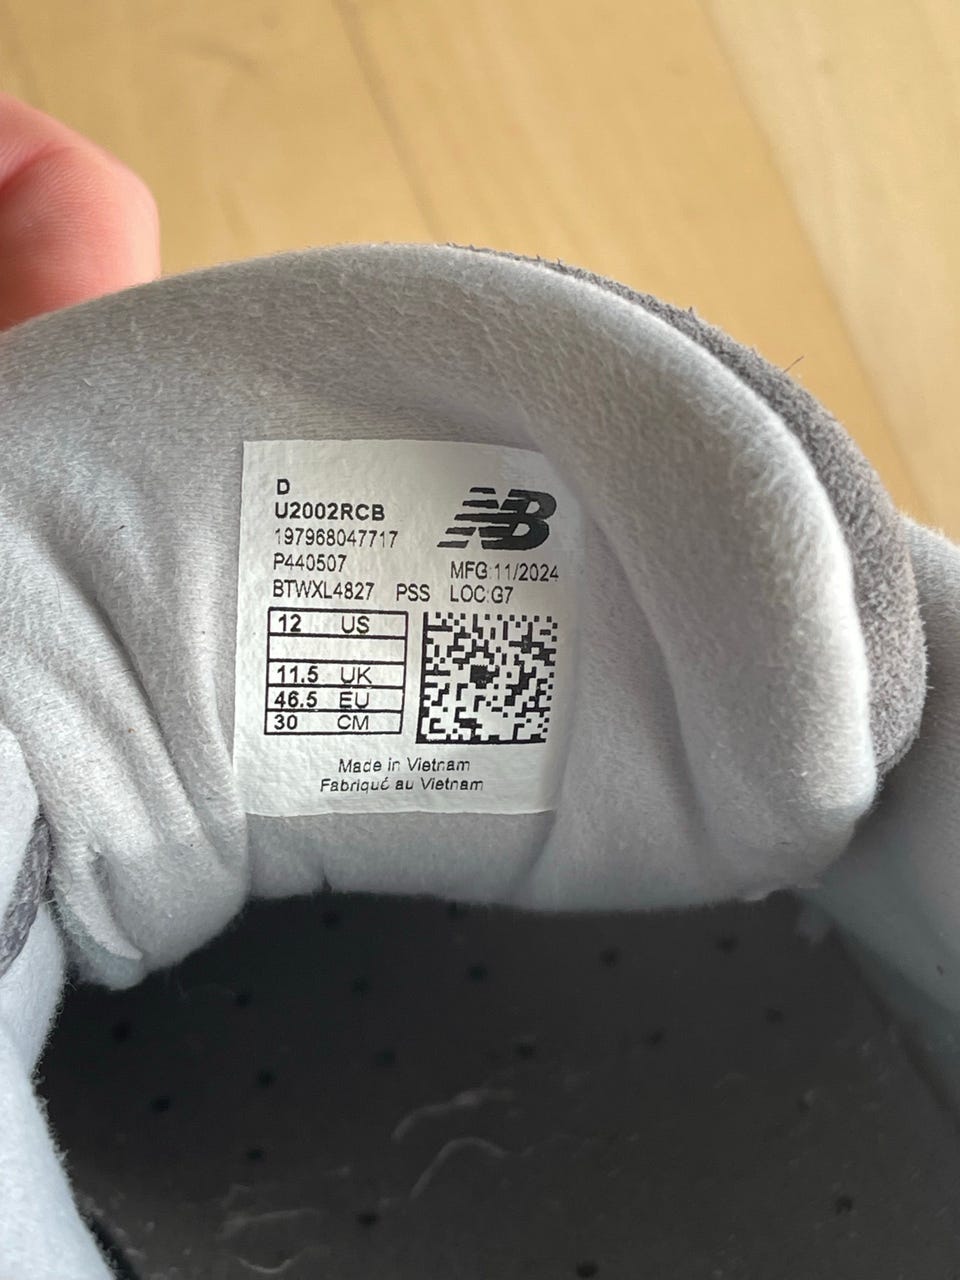 D
U2002RCB
197968047717
P440507
BTWXL4827 PSS
NB
MFG:11/2024
LOC:G7
12 US
11.5 UK
46.5 EU
30 CM
Made in Vietnam
Fabriqué au Vietnam